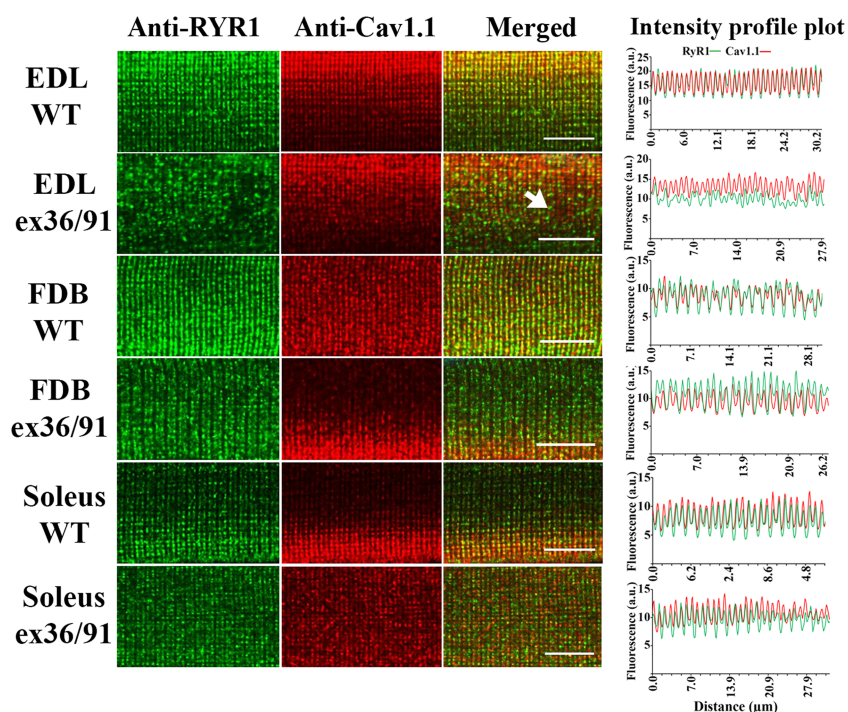 Anti-RYR1 Anti-Cav1.1 Merged Intensity profile plot
RyR1 Cav1.1
EDL
WT
Fluorescence (a.u.)
25
20
15
10
0.0 6.0 12.1 18.1 24.2 30.2
EDL
ex36/91
Fluorescence (a.u.)
20
15
10
5
0.0 7.0 14.0 20.9 27.9
FDB
WT
Fluorescence (a.u.)
15
10
5
0.0 7.1 14.1 21.1 28.1
FDB
ex36/91
Fluorescence (a.u.)
15
10
5
0.0 7.0 13.9 20.9 26.2
Soleus
WT
Fluorescence (a.u.)
15
10
5
0.0 6.2 2.4 8.6 4.8
Soleus
ex36/91
Fluorescence (a.u.)
15
10
5
0.0 7.0 13.9 20.9 27.9
Distance (µm)